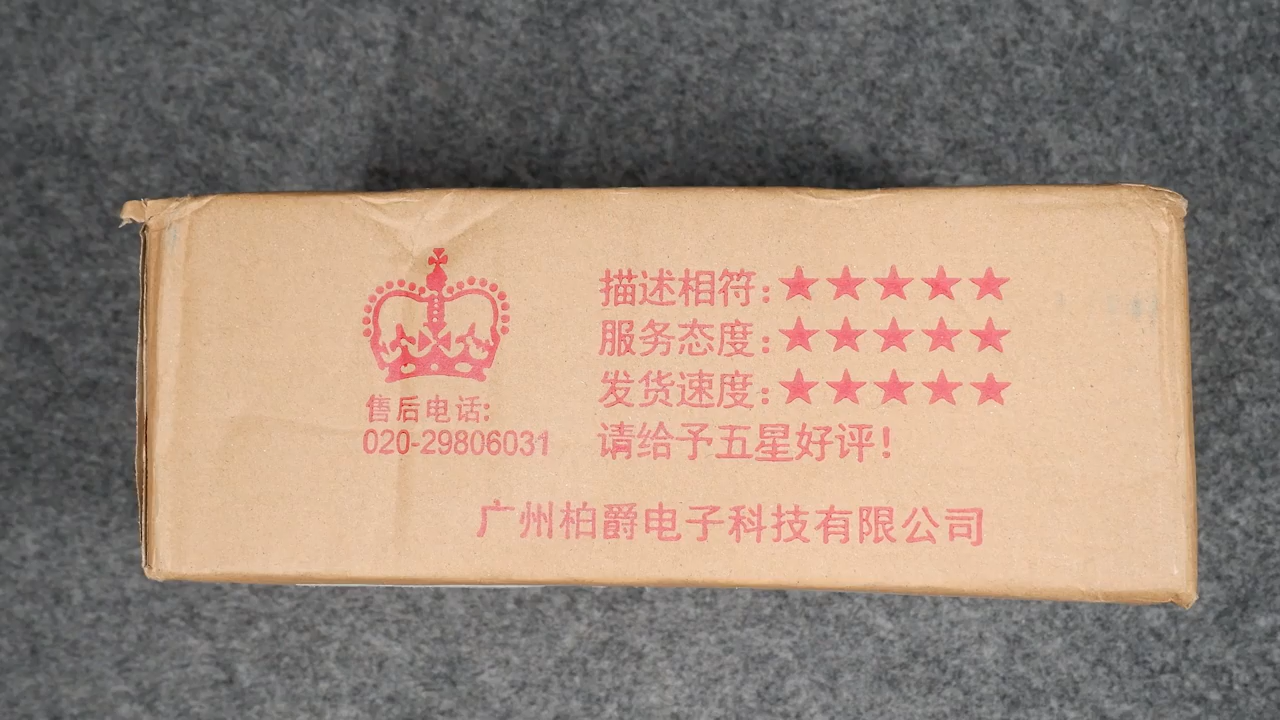 描述相符:★★★★★
服务态度:★★★★★
发货速度:★★★★★
请给予五星好评!
售后电话:
020-29806031
广州柏爵电子科技有限公司